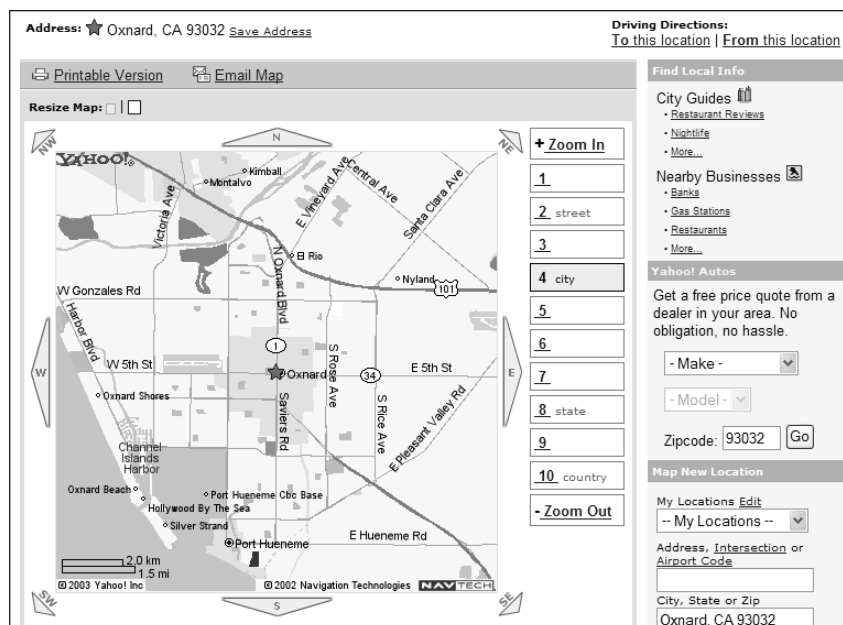 Address: Oxnard, CA 93032 Save Address
Driving Directions:
To this location | From this location
Printable Version Email Map
Resize Map: |
NW
N
NE
YAHOO!
Kimball
Montalvo
Victoria Ave
E Vineyard Ave
Central Ave
Santa Clara Ave
El Rio
N Oxnard Blvd
Nyland
101
W Gonzales Rd
Harbor Blvd
1
W
W 5th St
Oxnard
S Rose Ave
34
E 5th St
E
Oxnard Shores
Saviers Rd
S Rice Ave
E Pleasant Valley Rd
Channel
Islands
Harbor
Oxnard Beach
Port Hueneme Cbc Base
Hollywood By The Sea
Silver Strand
Port Hueneme
E Hueneme Rd
2.0 km
1.5 mi
©2003 Yahoo! Inc ©2002 Navigation Technologies NAVTECH
SW
S
SE
+ Zoom In
1
2 street
3
4 city
5
6
7
8 state
9
10 country
- Zoom Out
Find Local Info
City Guides
• Restaurant Reviews
• Nightlife
• More...
Nearby Businesses
• Banks
• Gas Stations
• Restaurants
• More...
Yahoo! Autos
Get a free price quote from a
dealer in your area. No
obligation, no hassle.
- Make -
- Model -
Zipcode: 93032 Go
Map New Location
My Locations Edit
-- My Locations --
Address, Intersection or
Airport Code
City, State or Zip
Oxnard, CA 93032